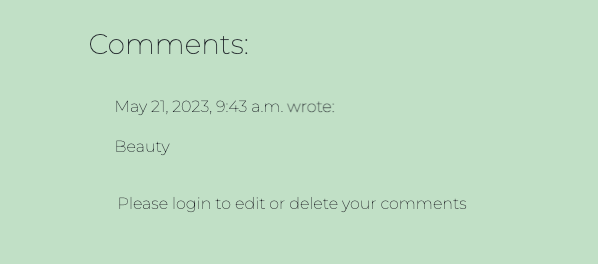 Comments:
May 21, 2023, 9:43 a.m. wrote:
Beauty
Please login to edit or delete your comments